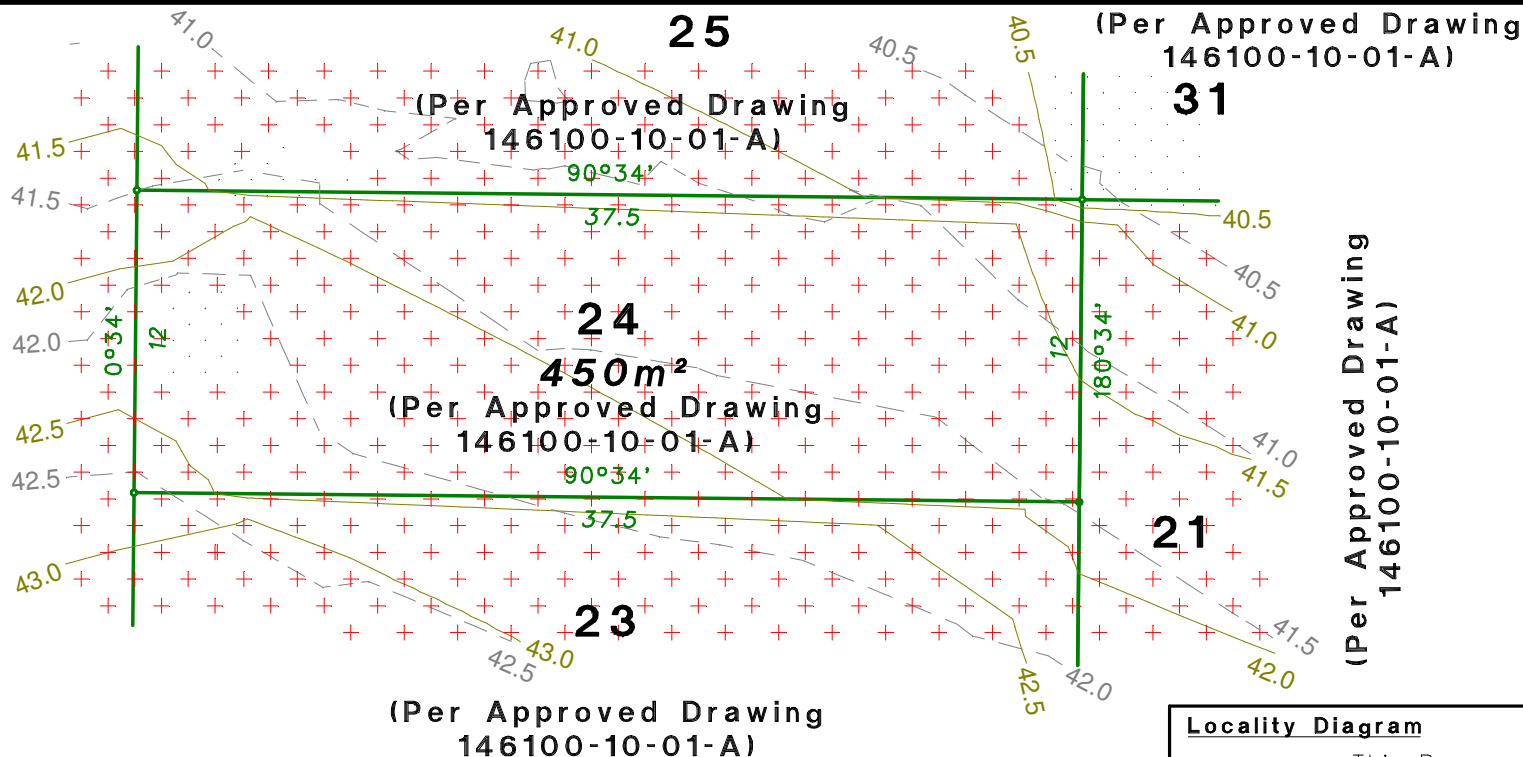 41.0
41.0
25
40.5
40.5
(Per Approved Drawing
146100-10-01-A)
31
(Per Approved Drawing
146100-10-01-A)
41.5
90°34'
41.5
37.5
40.5
40.5
42.0
41.0
42.0
0°34'
12
24
450m²
(Per Approved Drawing
146100-10-01-A)
12
180°34'
42.5
42.5
90°34'
37.5
41.0
41.5
21
(Per Approved Drawing
146100-10-01-A)
43.0
23
43.0
42.5
42.5
42.0
41.5
42.0
(Per Approved Drawing
146100-10-01-A)
Locality Diagram